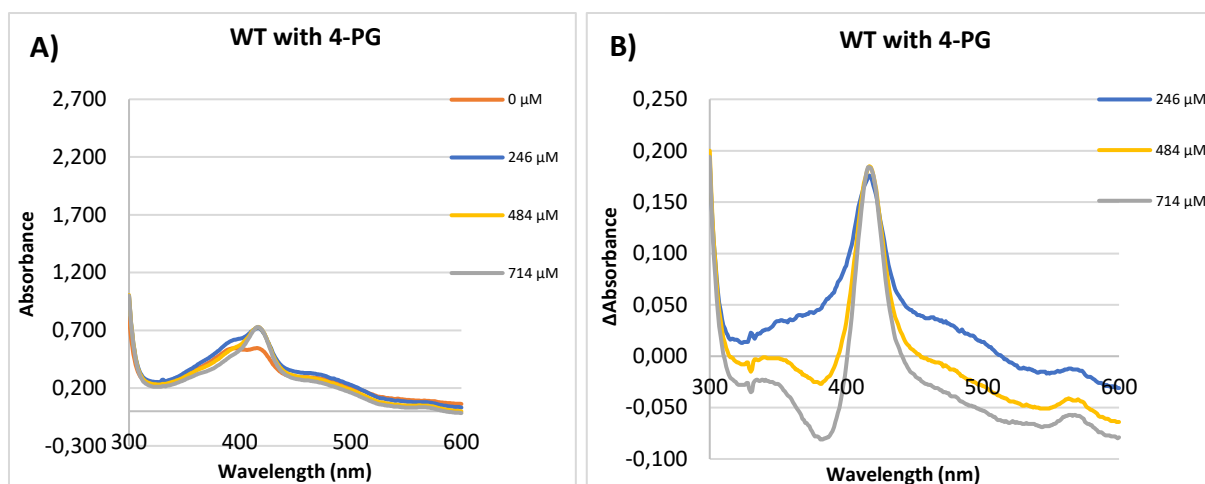 A)
WT with 4-PG
2,700
2,200
1,700
1,200
0,700
0,200
-0,300
Absorbance
300
400
500
600
Wavelength (nm)
0 µM
246 µM
484 µM
714 µM
B)
WT with 4-PG
0,250
0,200
0,150
0,100
0,050
0,000
-0,050
-0,100
ΔAbsorbance
300
400
500
600
Wavelength (nm)
246 µM
484 µM
714 µM